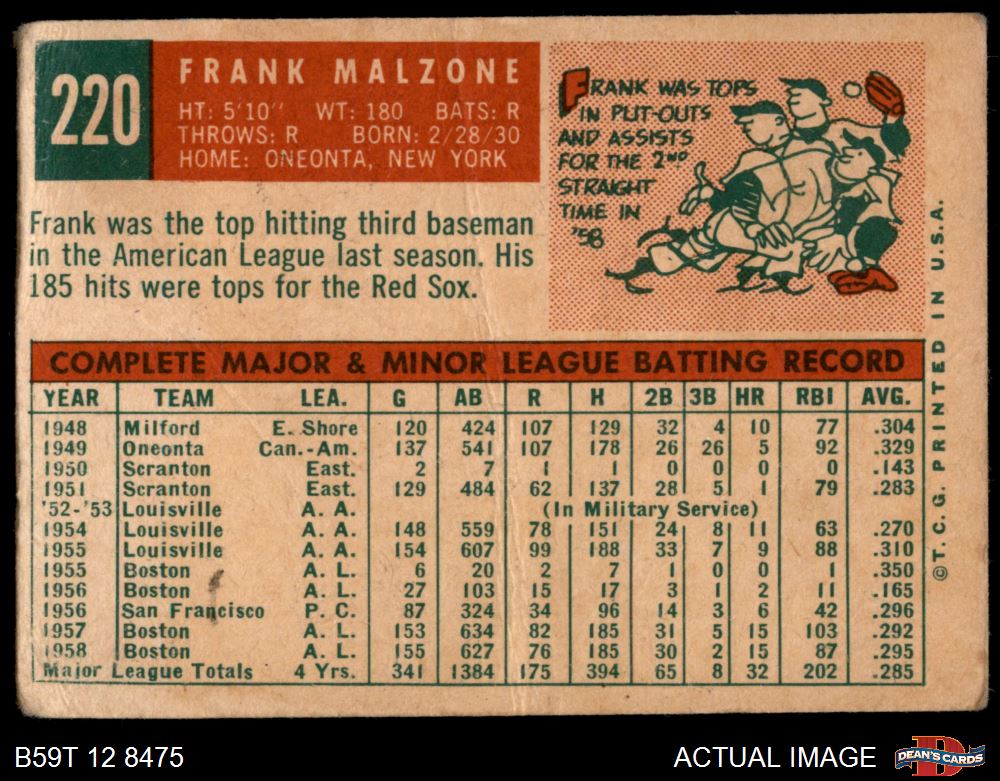 220
FRANK MALZONE
HT: 5'10" WT: 180 BATS: R
THROWS: R BORN: 2/28/30
HOME: ONEONTA, NEW YORK
FRANK WAS TOPS
IN PUT-OUTS
AND ASSISTS
FOR THE 2ND
STRAIGHT
TIME IN
'58
Frank was the top hitting third baseman
in the American League last season. His
185 hits were tops for the Red Sox.
COMPLETE MAJOR & MINOR LEAGUE BATTING RECORD
YEAR TEAM LEA. G AB R H 2B 3B HR RBI AVG.
1948 Milford E. Shore 120 424 107 129 32 4 10 77 .304
1949 Oneonta Can.-Am. 137 541 107 178 26 26 5 92 .329
1950 Scranton East. 2 7 1 1 0 0 0 0 .143
1951 Scranton East. 129 484 62 137 28 5 1 79 .283
'52-'53 Louisville A. A. (In Military Service)
1954 Louisville A. A. 148 559 78 151 24 8 11 63 .270
1955 Louisville A. A. 154 607 99 188 33 7 9 88 .310
1955 Boston A. L. 6 20 2 7 1 0 0 1 .350
1956 Boston A. L. 27 103 15 17 3 1 2 11 .165
1956 San Francisco P. C. 87 324 34 96 14 3 6 42 .296
1957 Boston A. L. 153 634 82 185 31 5 15 103 .292
1958 Boston A. L. 155 627 76 185 30 2 15 87 .295
Major League Totals 4 Yrs. 341 1384 175 394 65 8 32 202 .285
©T.C.G. PRINTED IN U.S.A.
B59T 12 8475
ACTUAL IMAGE
D
DEAN'S CARDS